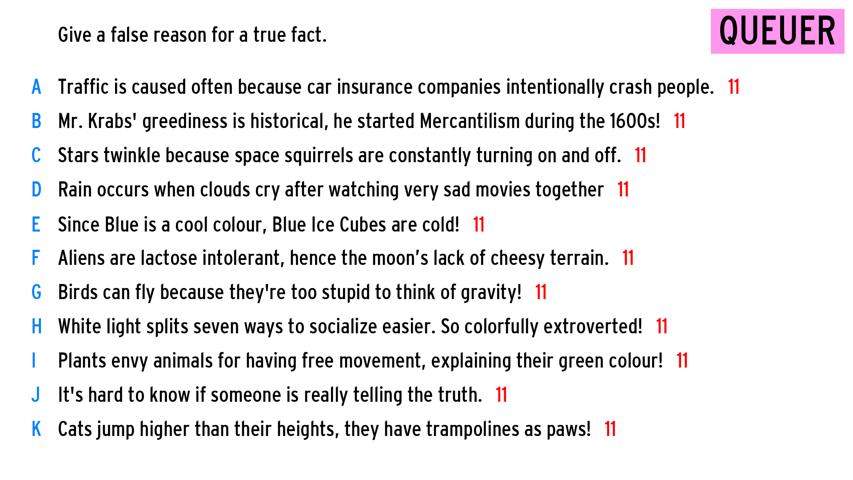 Give a false reason for a true fact.
QUEUER
A Traffic is caused often because car insurance companies intentionally crash people. 11
B Mr. Krabs' greediness is historical, he started Mercantilism during the 1600s! 11
C Stars twinkle because space squirrels are constantly turning on and off. 11
D Rain occurs when clouds cry after watching very sad movies together 11
E Since Blue is a cool colour, Blue Ice Cubes are cold! 11
F Aliens are lactose intolerant, hence the moon’s lack of cheesy terrain. 11
G Birds can fly because they're too stupid to think of gravity! 11
H White light splits seven ways to socialize easier. So colorfully extroverted! 11
I Plants envy animals for having free movement, explaining their green colour! 11
J It's hard to know if someone is really telling the truth. 11
K Cats jump higher than their heights, they have trampolines as paws! 11